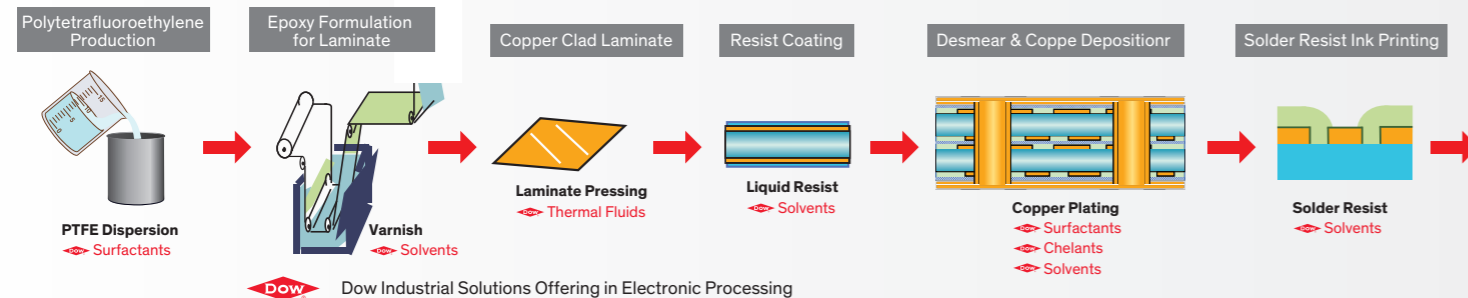 Polytetrafluoroethylene
Production
Epoxy Formulation
for Laminate
Copper Clad Laminate
Resist Coating
Desmear & Coppe Depositionr
Solder Resist Ink Printing
PTFE Dispersion
Dow Surfactants
Varnish
Dow Solvents
Laminate Pressing
Dow Thermal Fluids
Liquid Resist
Dow Solvents
Copper Plating
Dow Surfactants
Dow Chelants
Dow Solvents
Solder Resist
Dow Solvents
Dow Dow Industrial Solutions Offering in Electronic Processing